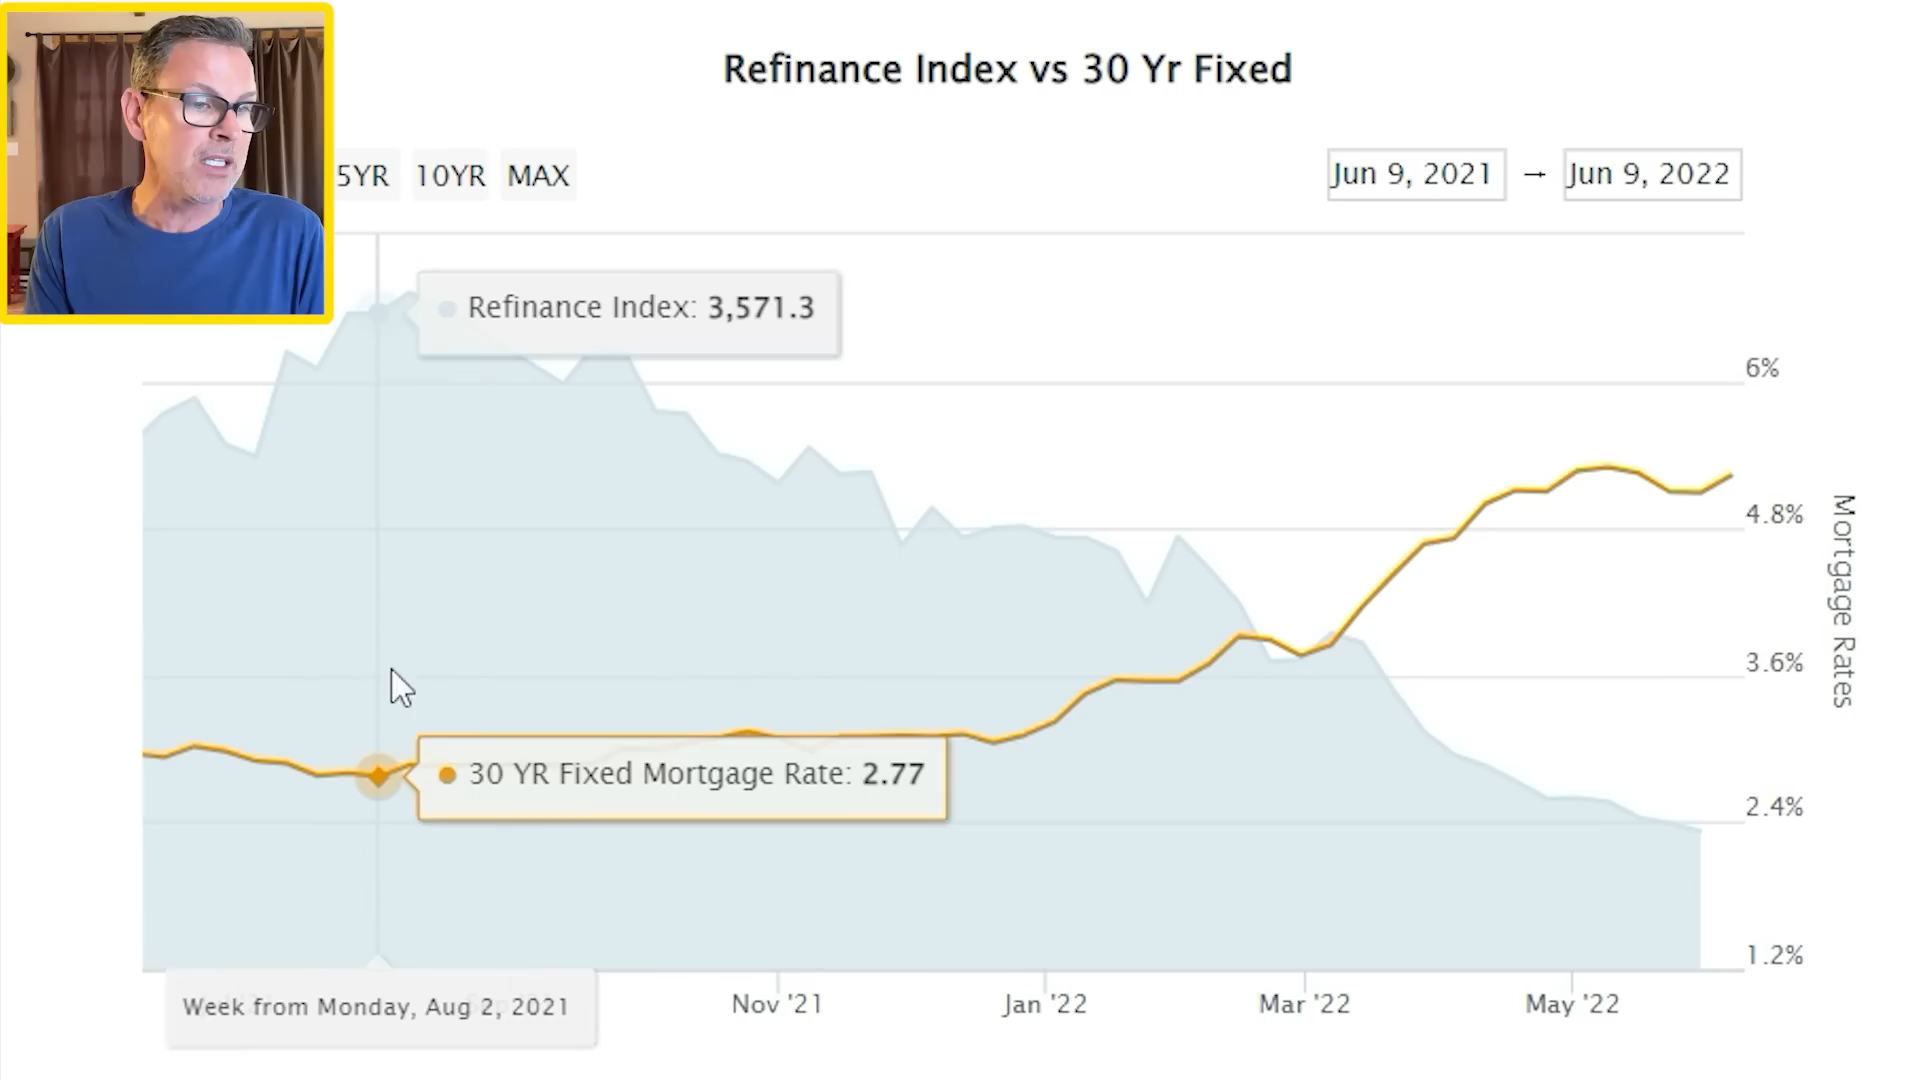 Refinance Index vs 30 Yr Fixed
5YR 10YR MAX
Jun 9, 2021 → Jun 9, 2022
Refinance Index: 3,571.3
6%
4.8%
3.6%
2.4%
1.2%
Mortgage Rates
30 YR Fixed Mortgage Rate: 2.77
Week from Monday, Aug 2, 2021
Nov '21
Jan '22
Mar '22
May '22